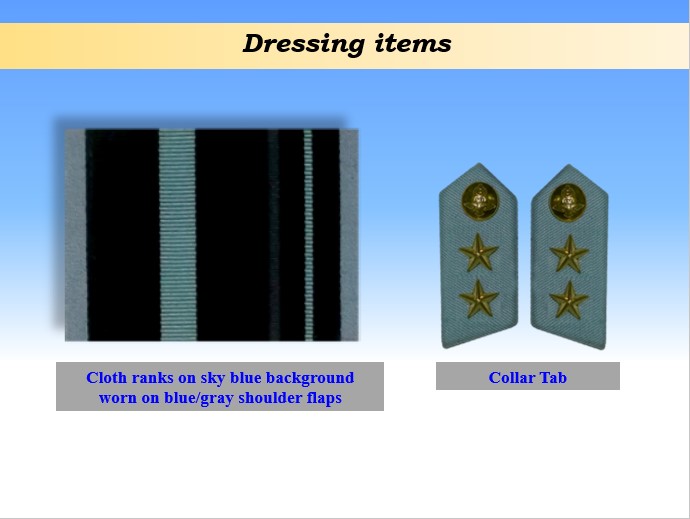 Dressing items
Cloth ranks on sky blue background
worn on blue/gray shoulder flaps
Collar Tab